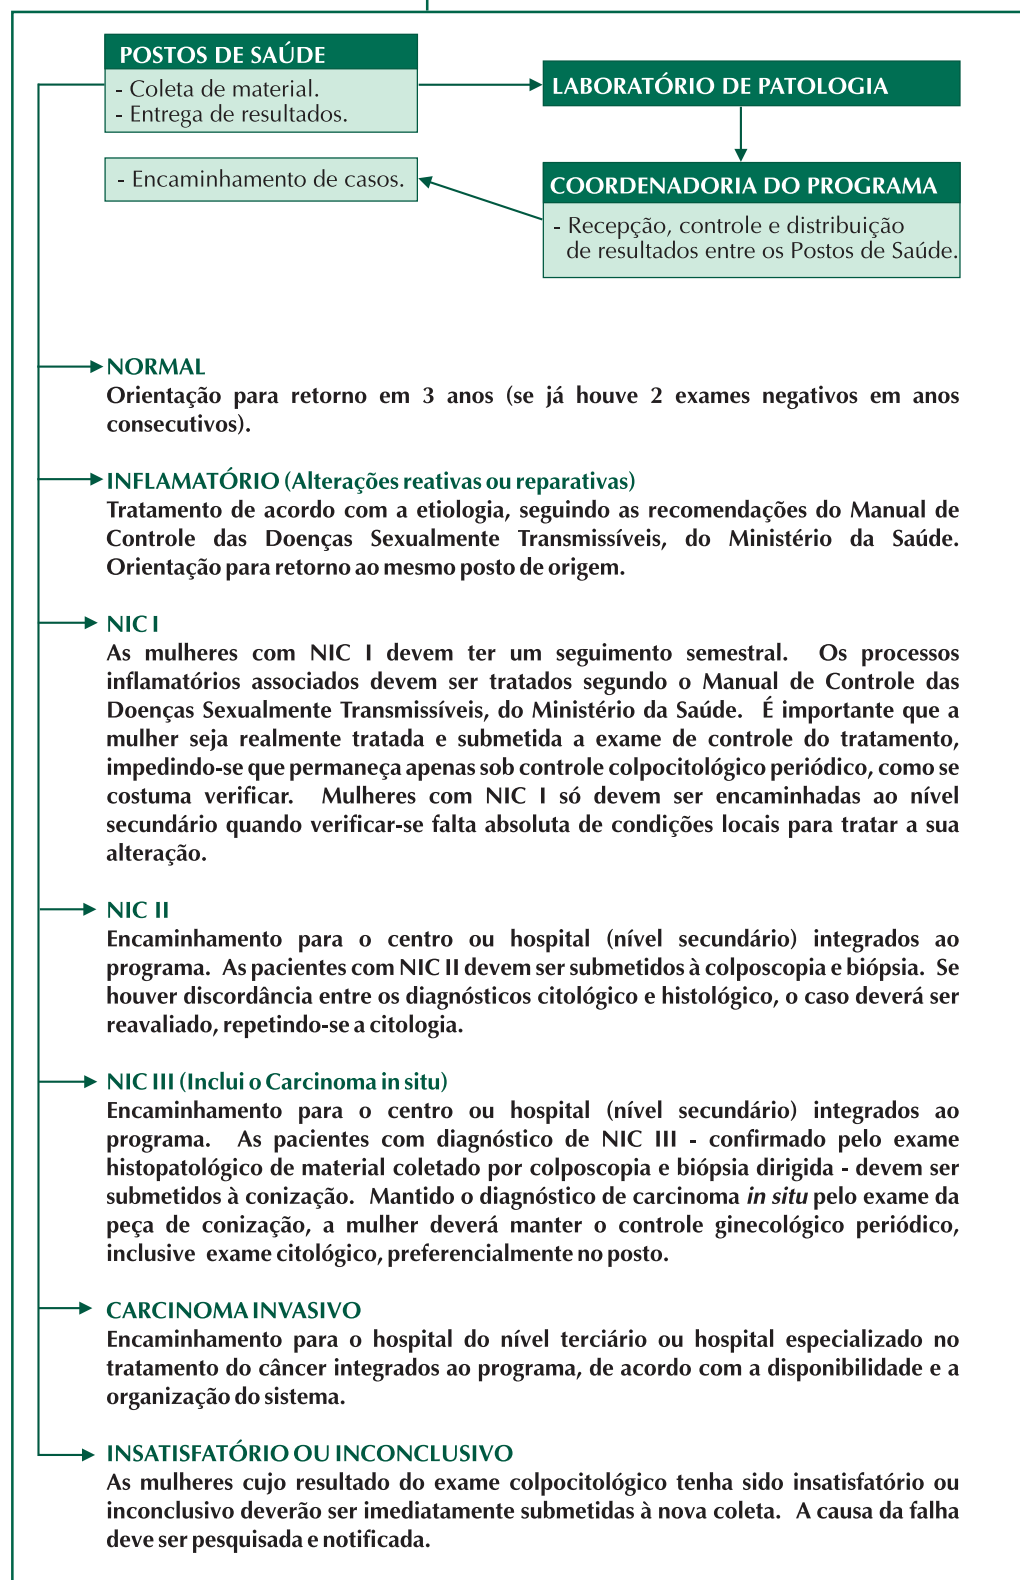 POSTOS DE SAÚDE
- Coleta de material.
- Entrega de resultados.
LABORATÓRIO DE PATOLOGIA
- Encaminhamento de casos.
COORDENADORIA DO PROGRAMA
- Recepção, controle e distribuição
de resultados entre os Postos de Saúde.
NORMAL
Orientação para retorno em 3 anos (se já houve 2 exames negativos em anos
consecutivos).
INFLAMATÓRIO (Alterações reativas ou reparativas)
Tratamento de acordo com a etiologia, seguindo as recomendações do Manual de
Controle das Doenças Sexualmente Transmissíveis, do Ministério da Saúde.
Orientação para retorno ao mesmo posto de origem.
NIC I
As mulheres com NIC I devem ter um seguimento semestral. Os processos
inflamatórios associados devem ser tratados segundo o Manual de Controle das
Doenças Sexualmente Transmissíveis, do Ministério da Saúde. É importante que a
mulher seja realmente tratada e submetida a exame de controle do tratamento,
impedindo-se que permaneça apenas sob controle colpocitológico periódico, como se
costuma verificar. Mulheres com NIC I só devem ser encaminhadas ao nível
secundário quando verificar-se falta absoluta de condições locais para tratar a sua
alteração.
NIC II
Encaminhamento para o centro ou hospital (nível secundário) integrados ao
programa. As pacientes com NIC II devem ser submetidos à colposcopia e biópsia. Se
houver discordância entre os diagnósticos citológico e histológico, o caso deverá ser
reavaliado, repetindo-se a citologia.
NIC III (Inclui o Carcinoma in situ)
Encaminhamento para o centro ou hospital (nível secundário) integrados ao
programa. As pacientes com diagnóstico de NIC III - confirmado pelo exame
histopatológico de material coletado por colposcopia e biópsia dirigida - devem ser
submetidos à conização. Mantido o diagnóstico de carcinoma in situ pelo exame da
peça de conização, a mulher deverá manter o controle ginecológico periódico,
inclusive exame citológico, preferencialmente no posto.
CARCINOMA INVASIVO
Encaminhamento para o hospital do nível terciário ou hospital especializado no
tratamento do câncer integrados ao programa, de acordo com a disponibilidade e a
organização do sistema.
INSATISFATÓRIO OU INCONCLUSIVO
As mulheres cujo resultado do exame colpocitológico tenha sido insatisfatório ou
inconclusivo deverão ser imediatamente submetidas à nova coleta. A causa da falha
deve ser pesquisada e notificada.